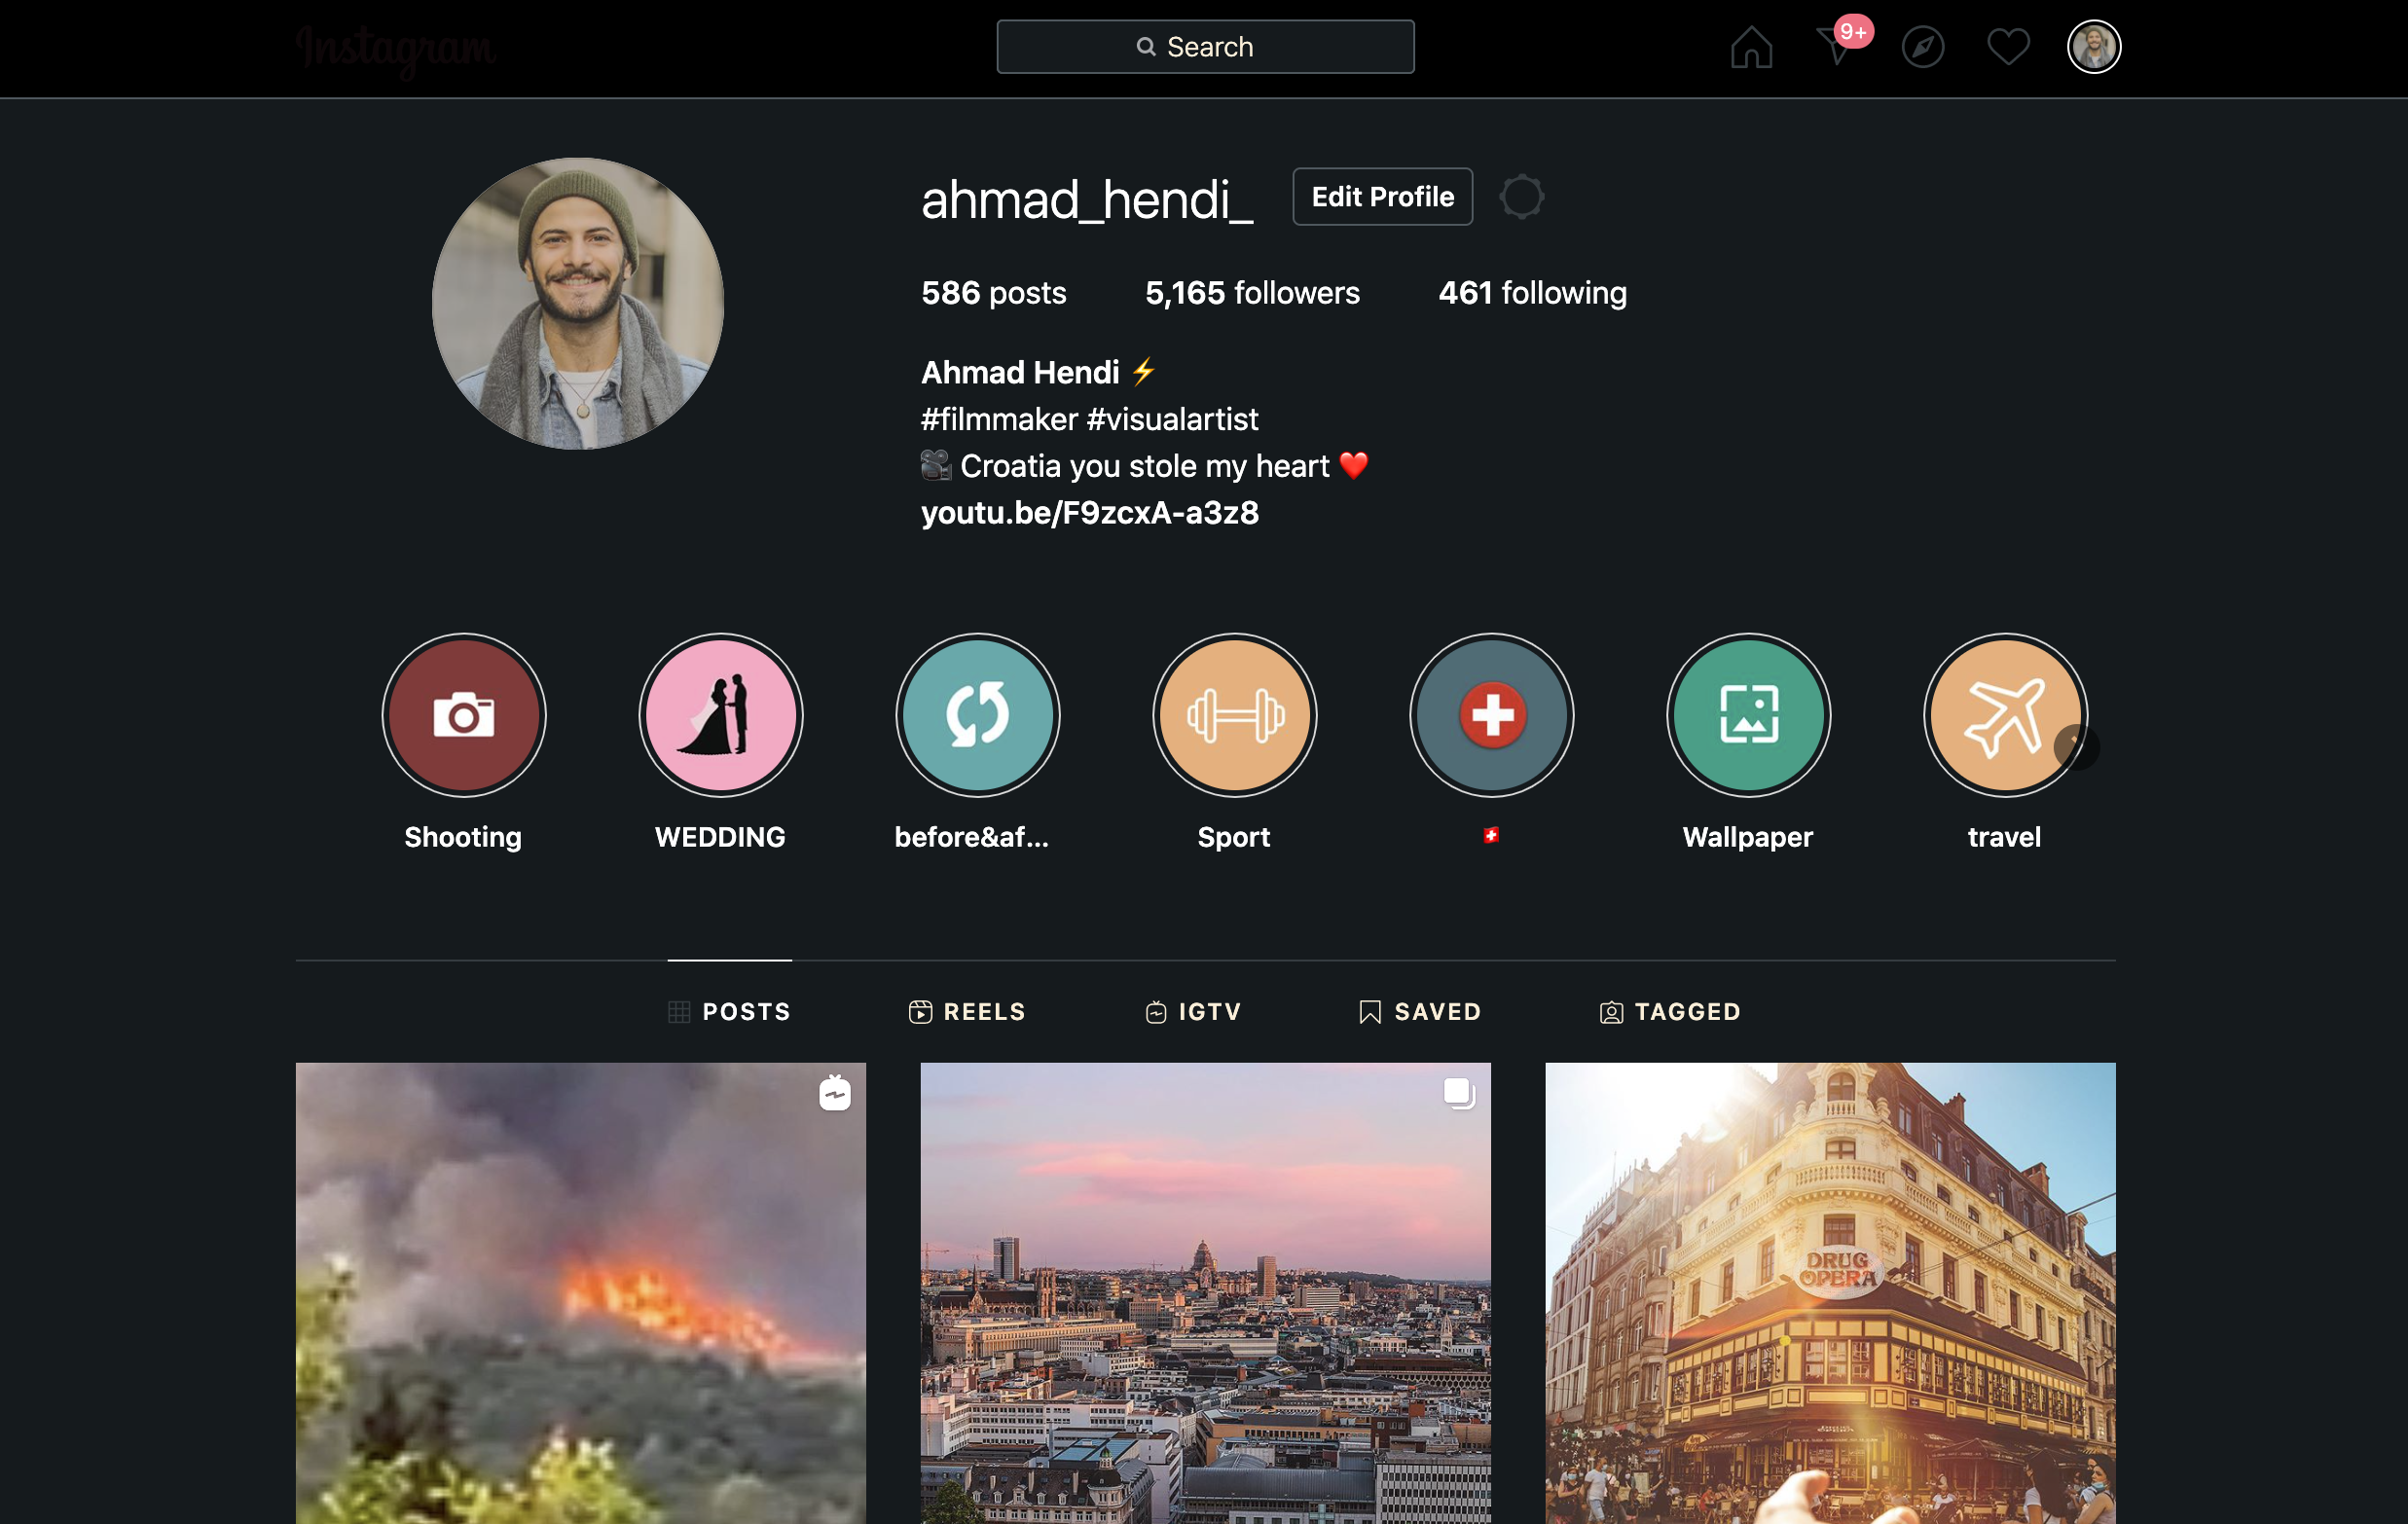 Instagram
Search
9+
ahmad_hendi_ Edit Profile
586 posts 5,165 followers 461 following
Ahmad Hendi ⚡
#filmmaker #visualartist
🎥 Croatia you stole my heart ❤️
youtu.be/F9zcxA-a3z8
Shooting WEDDING before&af... Sport 🇨🇭 Wallpaper travel
POSTS REELS IGTV SAVED TAGGED
DRUG
OPERA